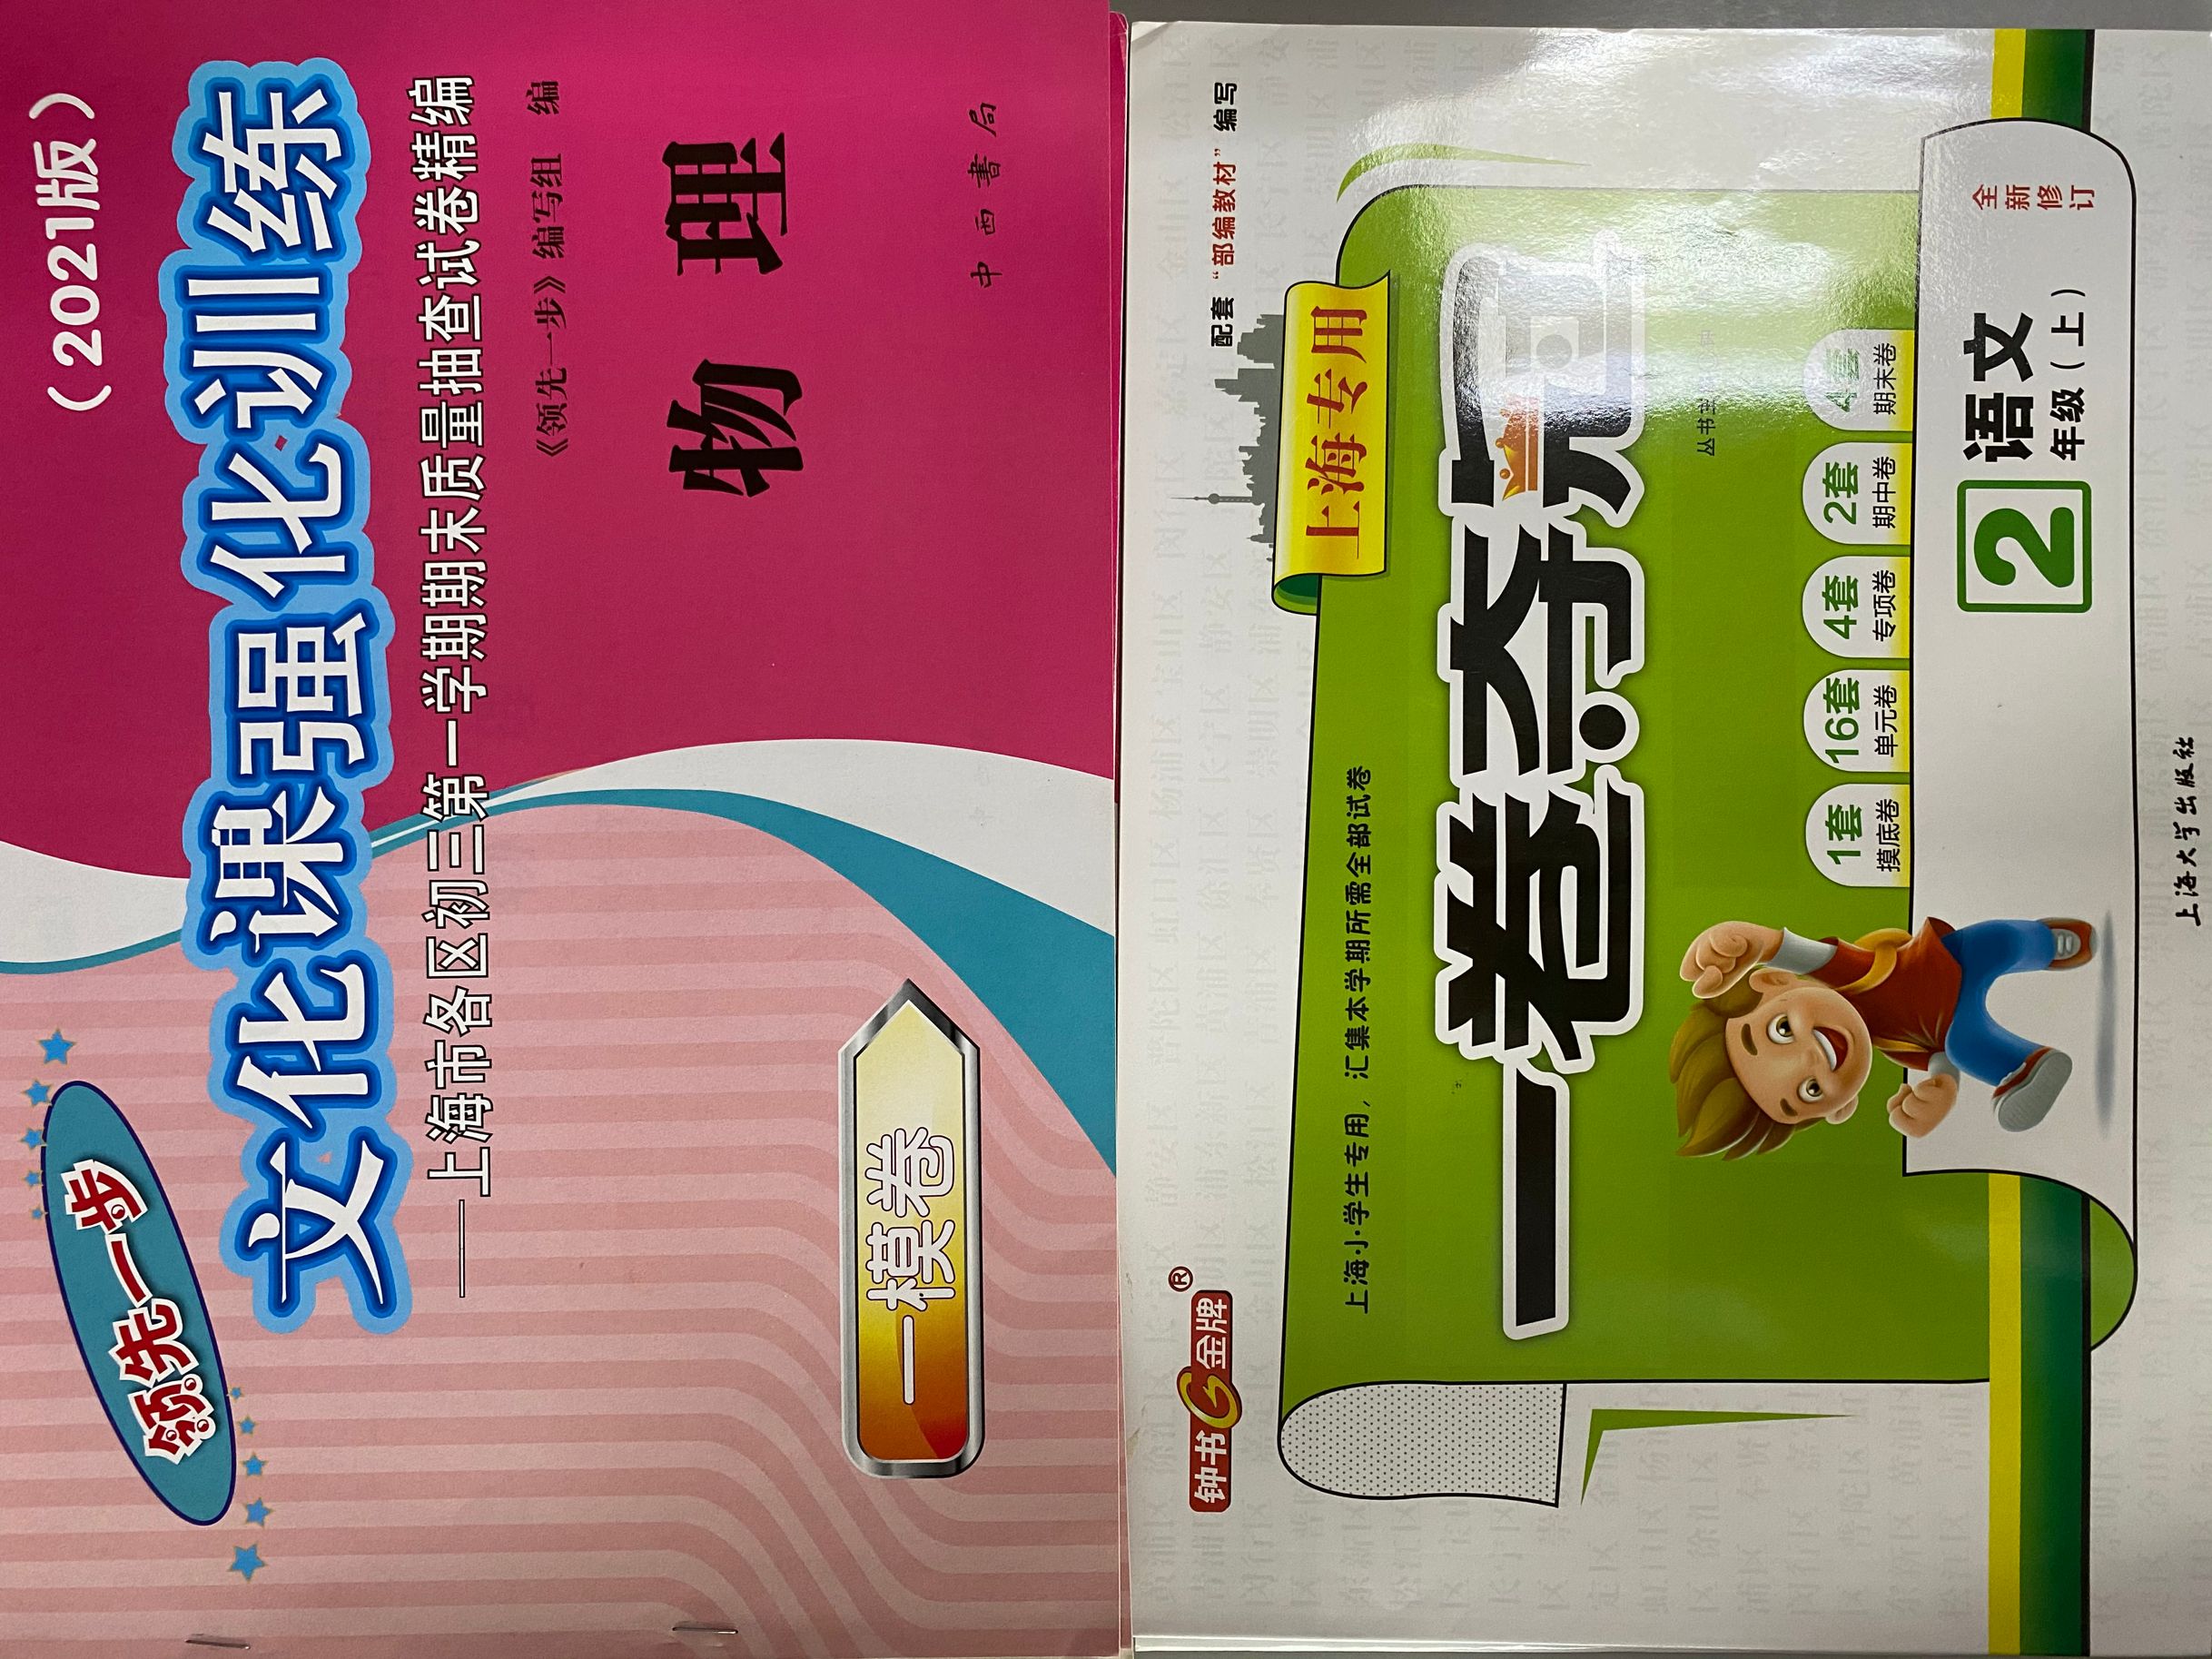 (2021版)
领先一步
文化课强化训练
——上海市各区初三第一学期期末质量抽查试卷精编
《领先一步》编写组 编
物理
一模卷
中西書局
钟书G金牌®
配套“部编教材”编写
上海专用
上海小学生专用，汇集本学期所需全部试卷
一卷夺冠
丛书主
1套
摸底卷
16套
单元卷
4套
专项卷
2套
期中卷
4套
期末卷
2
语文
年级(上)
全新修订
上海大学出版社